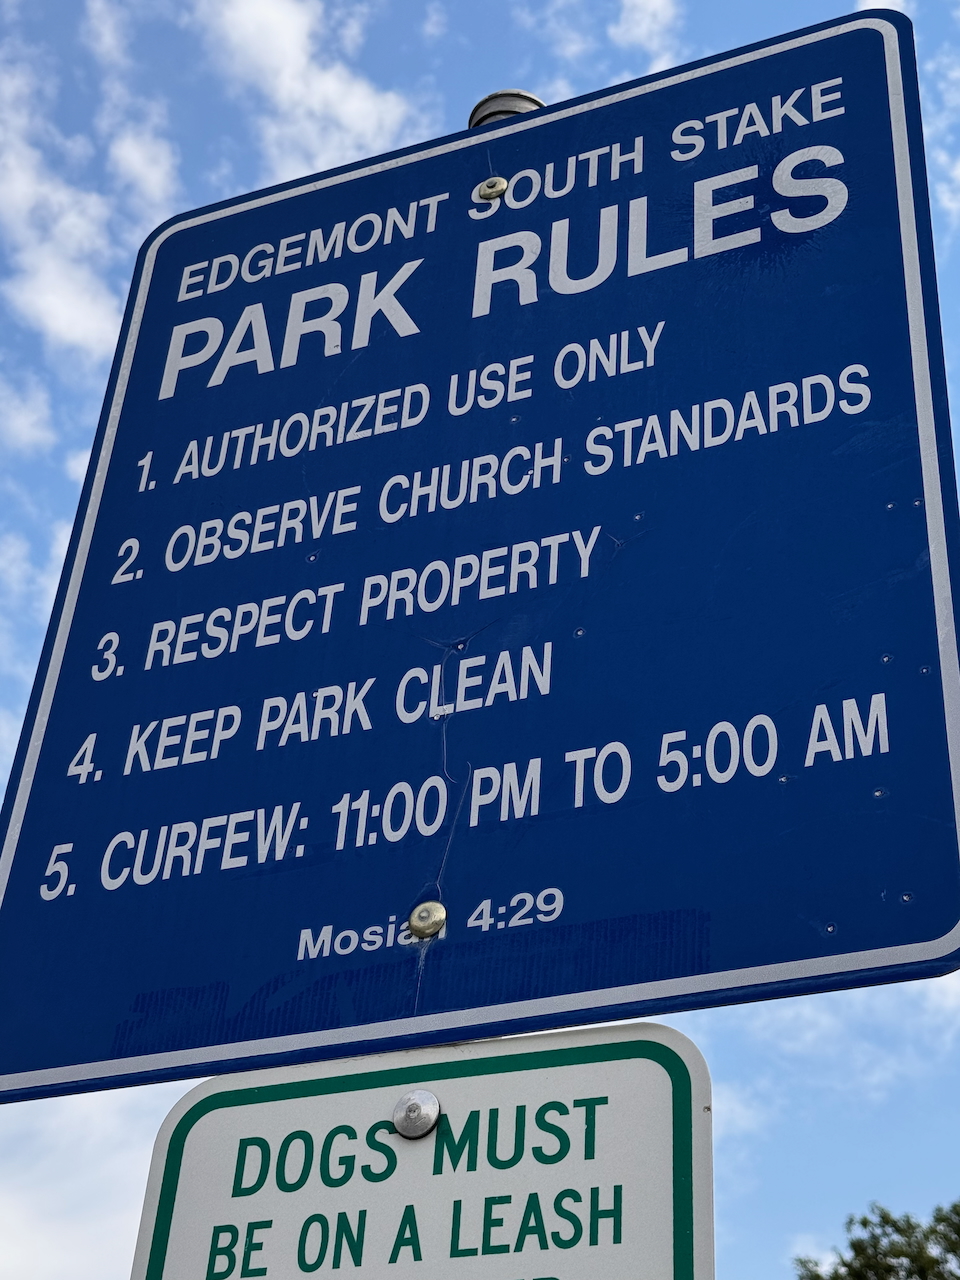 EDGEMONT SOUTH STAKE
PARK RULES
1. AUTHORIZED USE ONLY
2. OBSERVE CHURCH STANDARDS
3. RESPECT PROPERTY
4. KEEP PARK CLEAN
5. CURFEW: 11:00 PM TO 5:00 AM
Mosiah 4:29
DOGS MUST
BE ON A LEASH